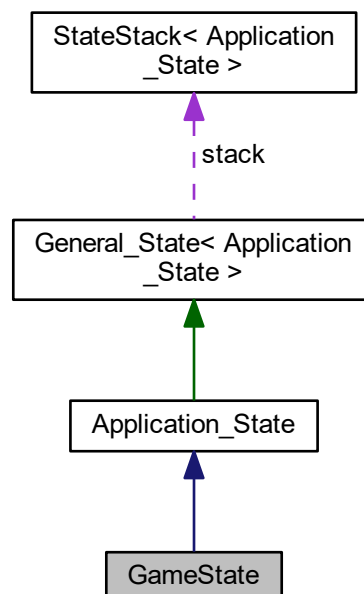 StateStack< Application
_State >
stack
General_State< Application
_State >
Application_State
GameState